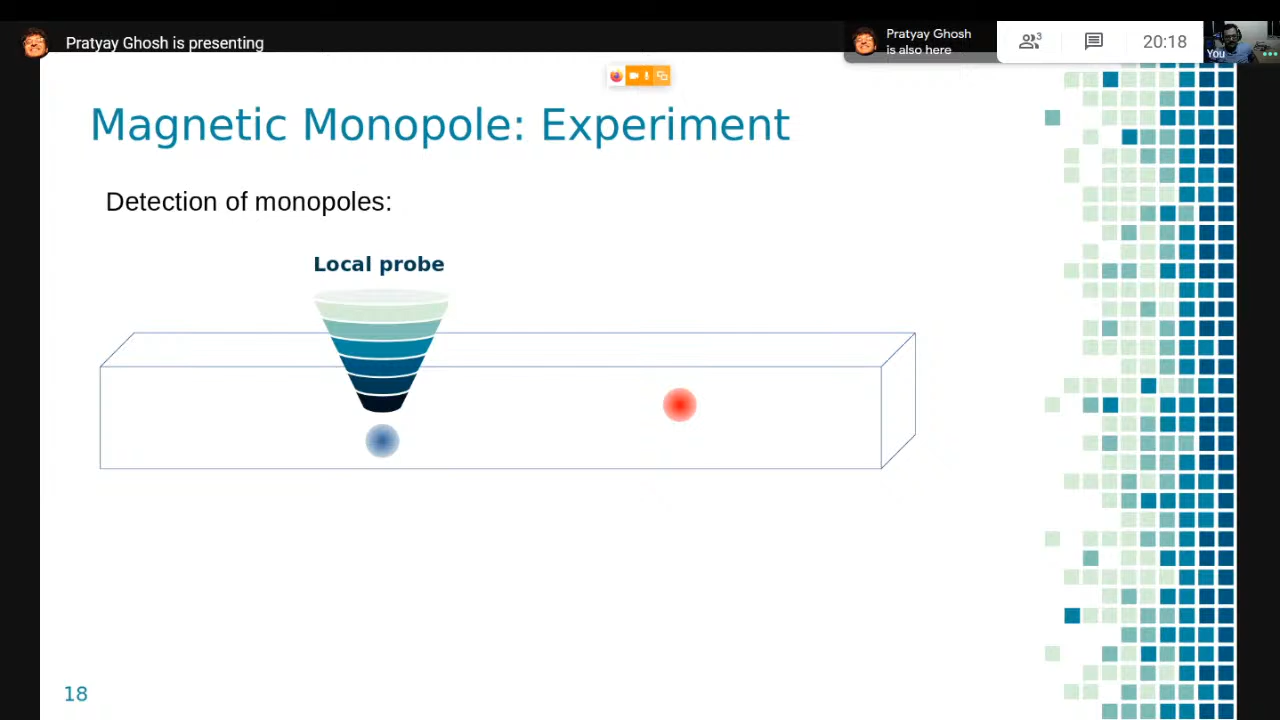 Pratyay Ghosh is presenting
Pratyay Ghosh
is also here
3
20:18
You
Magnetic Monopole: Experiment
Detection of monopoles:
Local probe
18